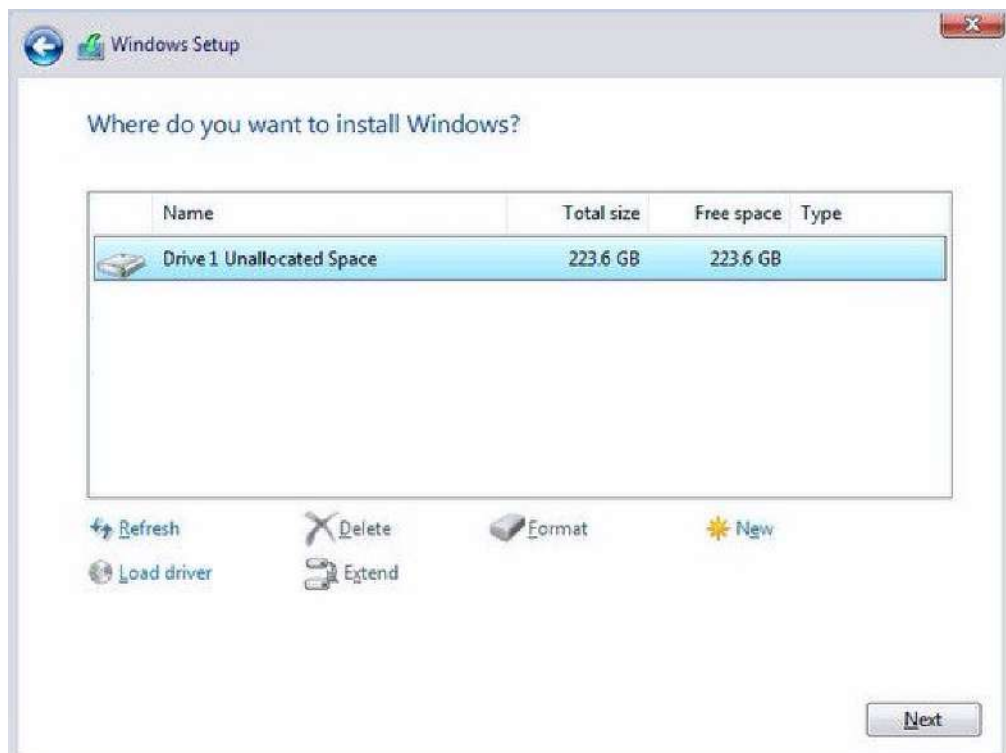 Windows Setup
Where do you want to install Windows?
Name Total size Free space Type
Drive 1 Unallocated Space 223.6 GB 223.6 GB
Refresh Delete Format New
Load driver Extend
Next